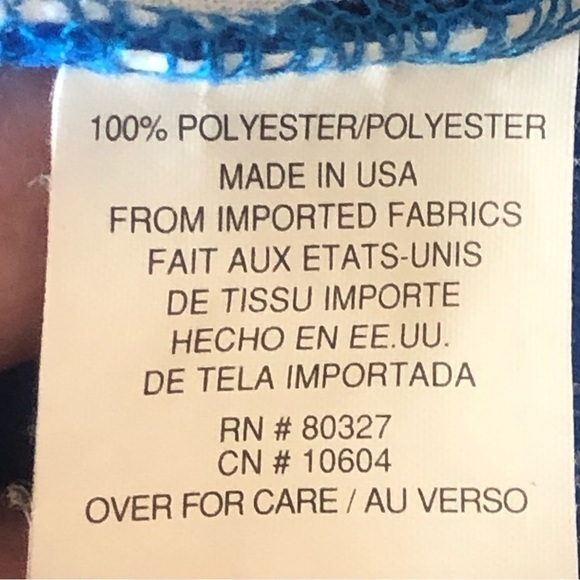 100% POLYESTER/POLYESTER
MADE IN USA
FROM IMPORTED FABRICS
FAIT AUX ETATS-UNIS
DE TISSU IMPORTE
HECHO EN EE.UU.
DE TELA IMPORTADA
RN # 80327
CN # 10604
OVER FOR CARE / AU VERSO